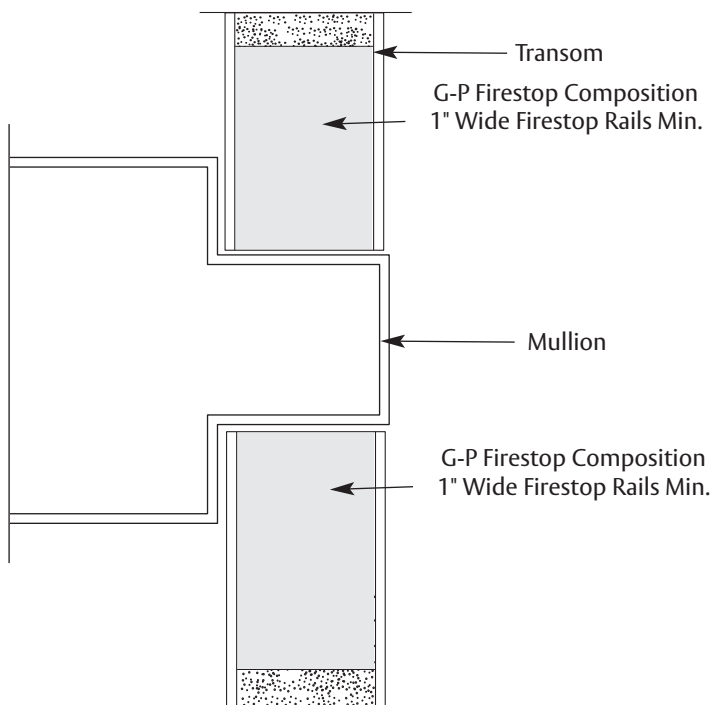 Transom
G-P Firestop Composition
1" Wide Firestop Rails Min.
Mullion
G-P Firestop Composition
1" Wide Firestop Rails Min.